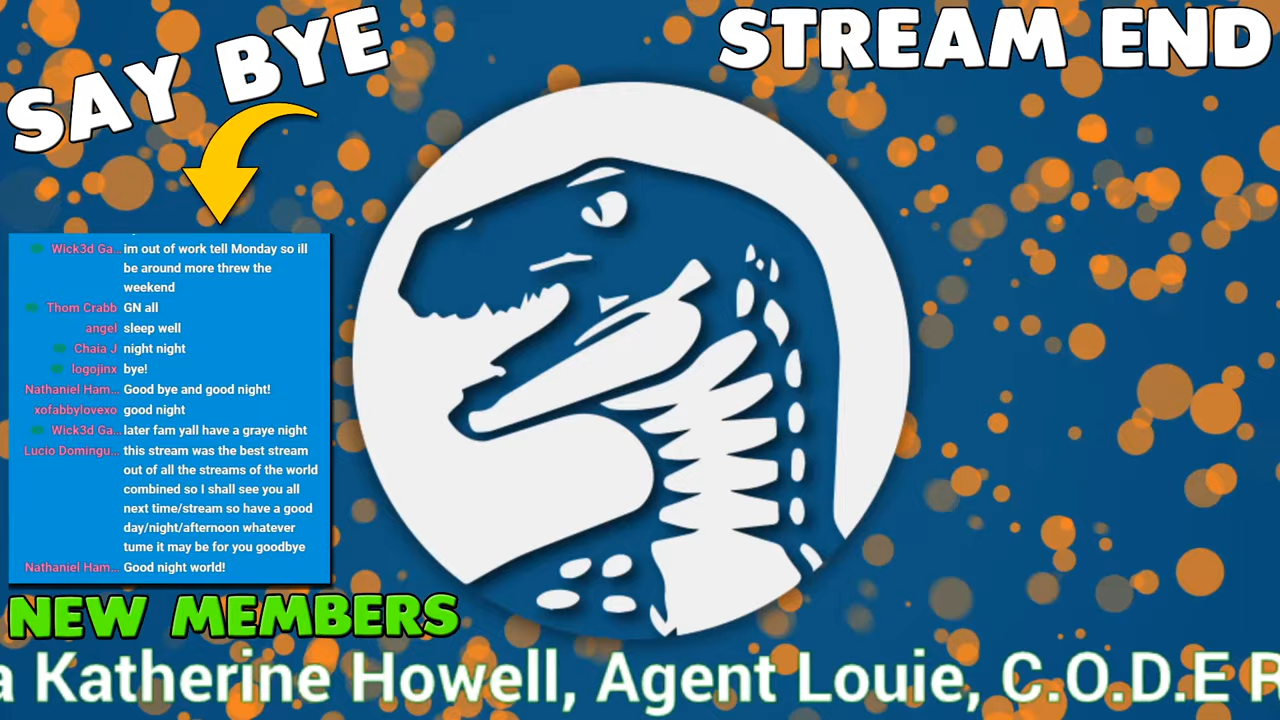 SAY BYE
STREAM END
Wick3d Ga... im out of work tell Monday so ill
be around more threw the
weekend
Thom Crabb GN all
angel sleep well
Chaia J night night
logojinx bye!
Nathaniel Ham... Good bye and good night!
xofabbylovexo good night
Wick3d Ga... later fam yall have a graye night
Lucio Domingu... this stream was the best stream
out of all the streams of the world
combined so I shall see you all
next time/stream so have a good
day/night/afternoon whatever
tume it may be for you goodbye
Nathaniel Ham... Good night world!
NEW MEMBERS
a Katherine Howell, Agent Louie, C.O.D.E R